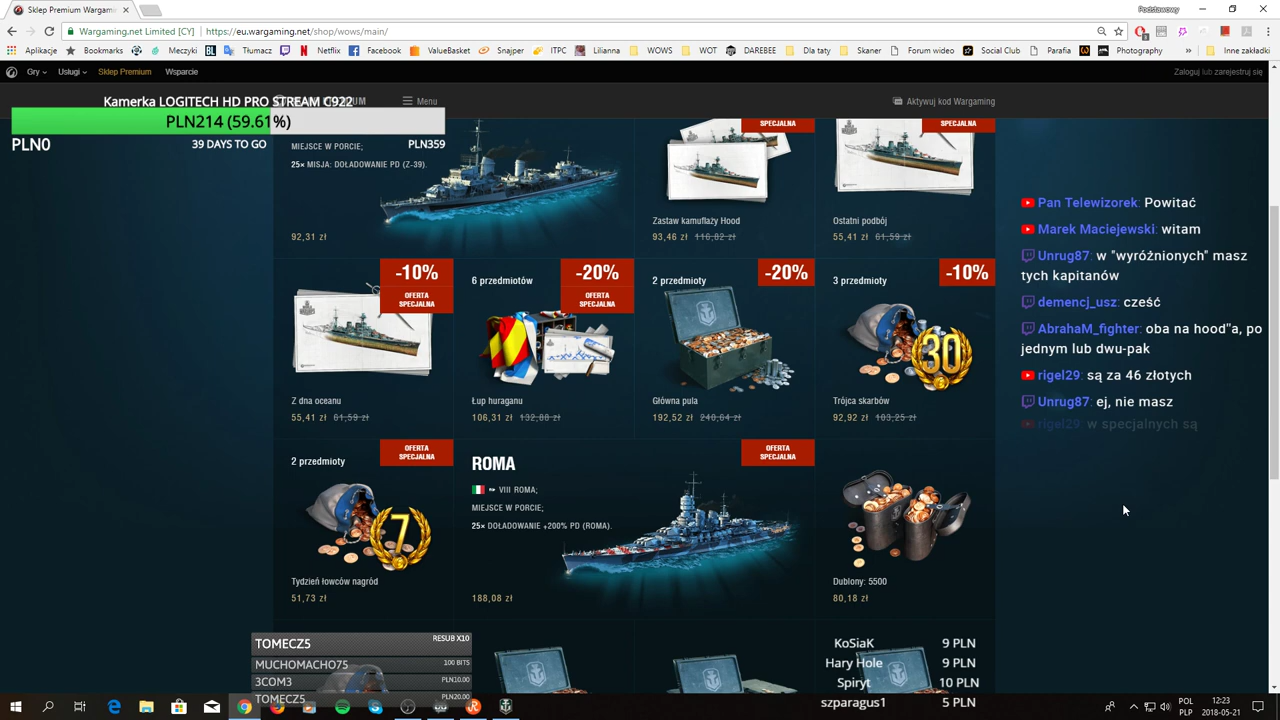 Sklep Premium Wargami
Podstawowy
Wargaming.net Limited [CY]
https://eu.wargaming.net/shop/wows/main/
Aplikacje
Bookmarks
Meczyki
Tłumacz
Netflix
Facebook
ValueBasket
Snajper
ITPC
Lilianna
WOWS
WOT
DAREBEE
Dla taty
Skaner
Forum wideo
Social Club
Parafia
Photography
Inne zakładki
Gry
Usługi
Sklep Premium
Wsparcie
Zaloguj lub zarejestruj się
Kamerka LOGITECH HD PRO STREAM C922
Menu
Aktywuj kod Wargaming
PLN214 (59.61%)
PLN0
39 DAYS TO GO
PLN359
MIEJSCE W PORCIE;
25× MISJA: DOŁADOWANIE PD (Z-39).
92,31 zł
SPECJALNA
Zastaw kamuflaży Hood
93,46 zł 116,82 zł
SPECJALNA
Ostatni podbój
55,41 zł 61,59 zł
-10%
OFERTA
SPECJALNA
Z dna oceanu
55,41 zł 61,59 zł
6 przedmiotów
-20%
OFERTA
SPECJALNA
Łup huraganu
106,31 zł 132,88 zł
2 przedmioty
-20%
Główna pula
192,52 zł 240,64 zł
3 przedmioty
-10%
30
Trójca skarbów
92,92 zł 103,25 zł
2 przedmioty
OFERTA
SPECJALNA
7
Tydzień łowców nagród
51,73 zł
ROMA
OFERTA
SPECJALNA
VIII ROMA;
MIEJSCE W PORCIE;
25× DOŁADOWANIE +200% PD (ROMA).
188,08 zł
Dublony: 5500
80,18 zł
Pan Telewizorek: Powitać
Marek Maciejewski: witam
Unrug87: w "wyróżnionych" masz
tych kapitanów
demencj_usz: cześć
AbrahaM_fighter: oba na hood"a, po
jednym lub dwu-pak
rigel29: są za 46 złotych
Unrug87: ej, nie masz
rigel29: w specjalnych są
TOMECZ5 RESUB X10
MUCHOMACHO75 100 BITS
3COM3 PLN10.00
TOMECZ5 PLN20.00
KoSiaK 9 PLN
Hary Hole 9 PLN
Spiryt 10 PLN
szparagus1 5 PLN
POL
PLP
12:23
2018-05-21